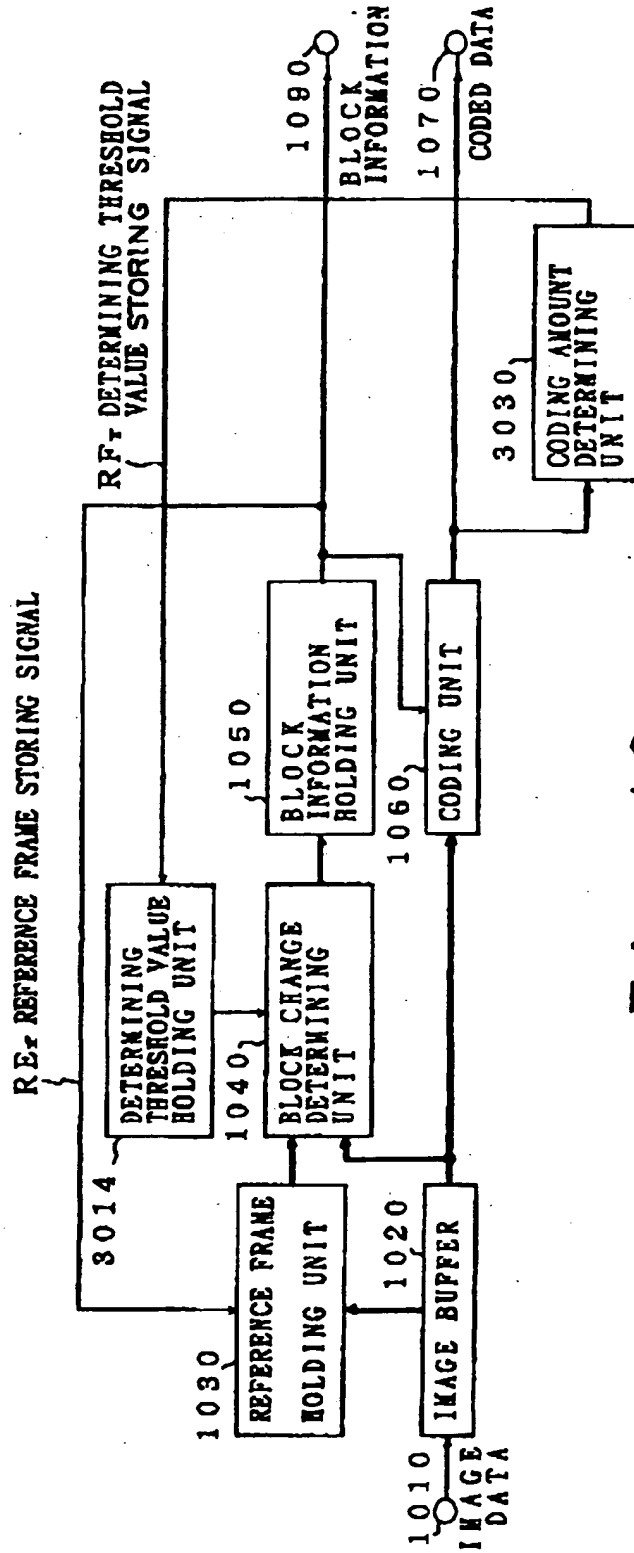 RE₇ REFERENCE FRAME STORING SIGNAL
RF₇ DETERMINING THRESHOLD
VALUE STORING SIGNAL
3014
DETERMINING
THRESHOLD VALUE
HOLDING UNIT
1030
REFERENCE FRAME
HOLDING UNIT
1040
BLOCK CHANGE
DETERMINING
UNIT
1050
BLOCK
INFORMATION
HOLDING UNIT
1090
BLOCK
INFORMATION
1010
IMAGE
DATA
1020
IMAGE BUFFER
1060
CODING UNIT
1070
CODED DATA
3030
CODING AMOUNT
DETERMINING
UNIT